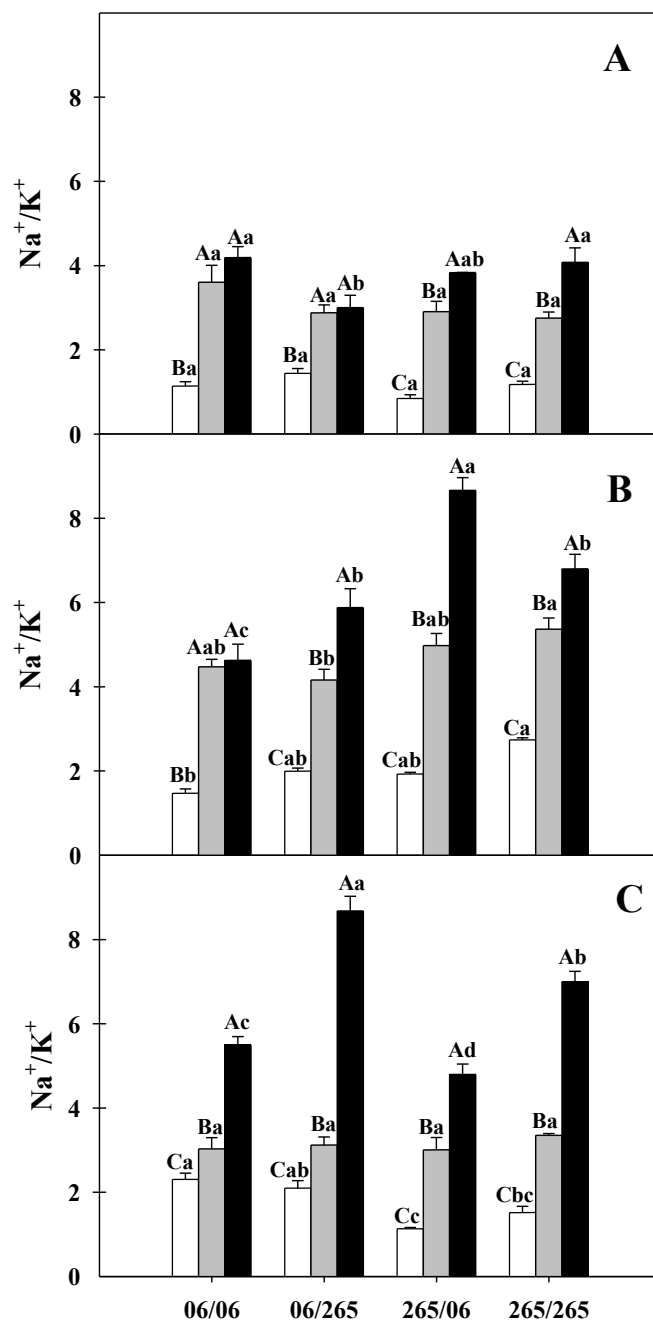 A
8
6
Na+/K+
4
2
0
Aa Aa Aa Ab Ba Aab Ba Aa
Ba Ba Ca Ca
B
8
6
Na+/K+
4
2
0
Aa
Ab Ab
Aab Ac Bb Bab Ba
Bb Cab Cab Ca
C
8
6
Na+/K+
4
2
0
Aa
Ac Ad Ab
Ba Ba Ba Ba
Ca Cab Cc Cbc
06/06 06/265 265/06 265/265